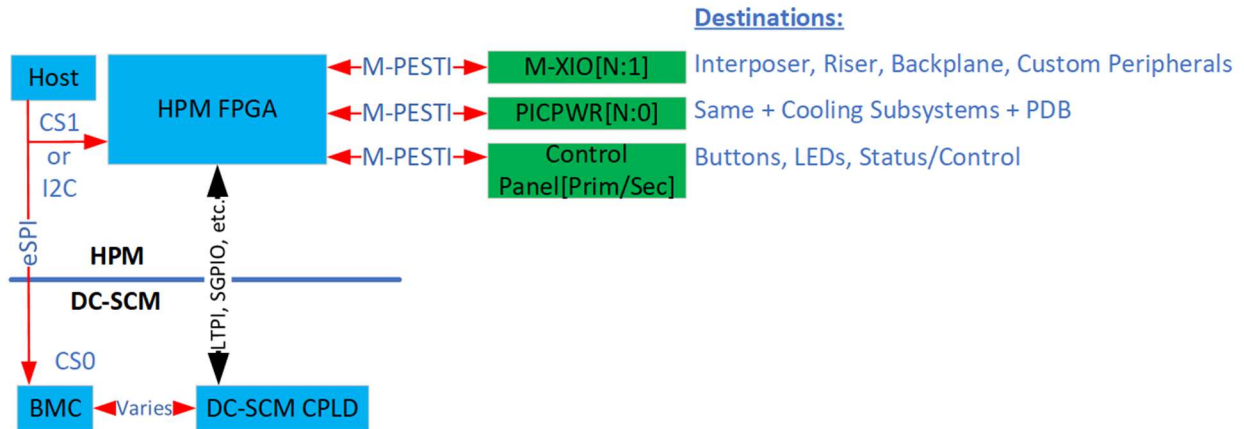 Destinations:
Host
HPM FPGA
M-PESTI
M-XIO[N:1]
Interposer, Riser, Backplane, Custom Peripherals
CS1
or
I2C
M-PESTI
PICPWR[N:0]
Same + Cooling Subsystems + PDB
M-PESTI
Control
Panel[Prim/Sec]
Buttons, LEDs, Status/Control
eSPI
LTPI, SGPIO, etc.
HPM
DC-SCM
CS0
BMC
Varies
DC-SCM CPLD